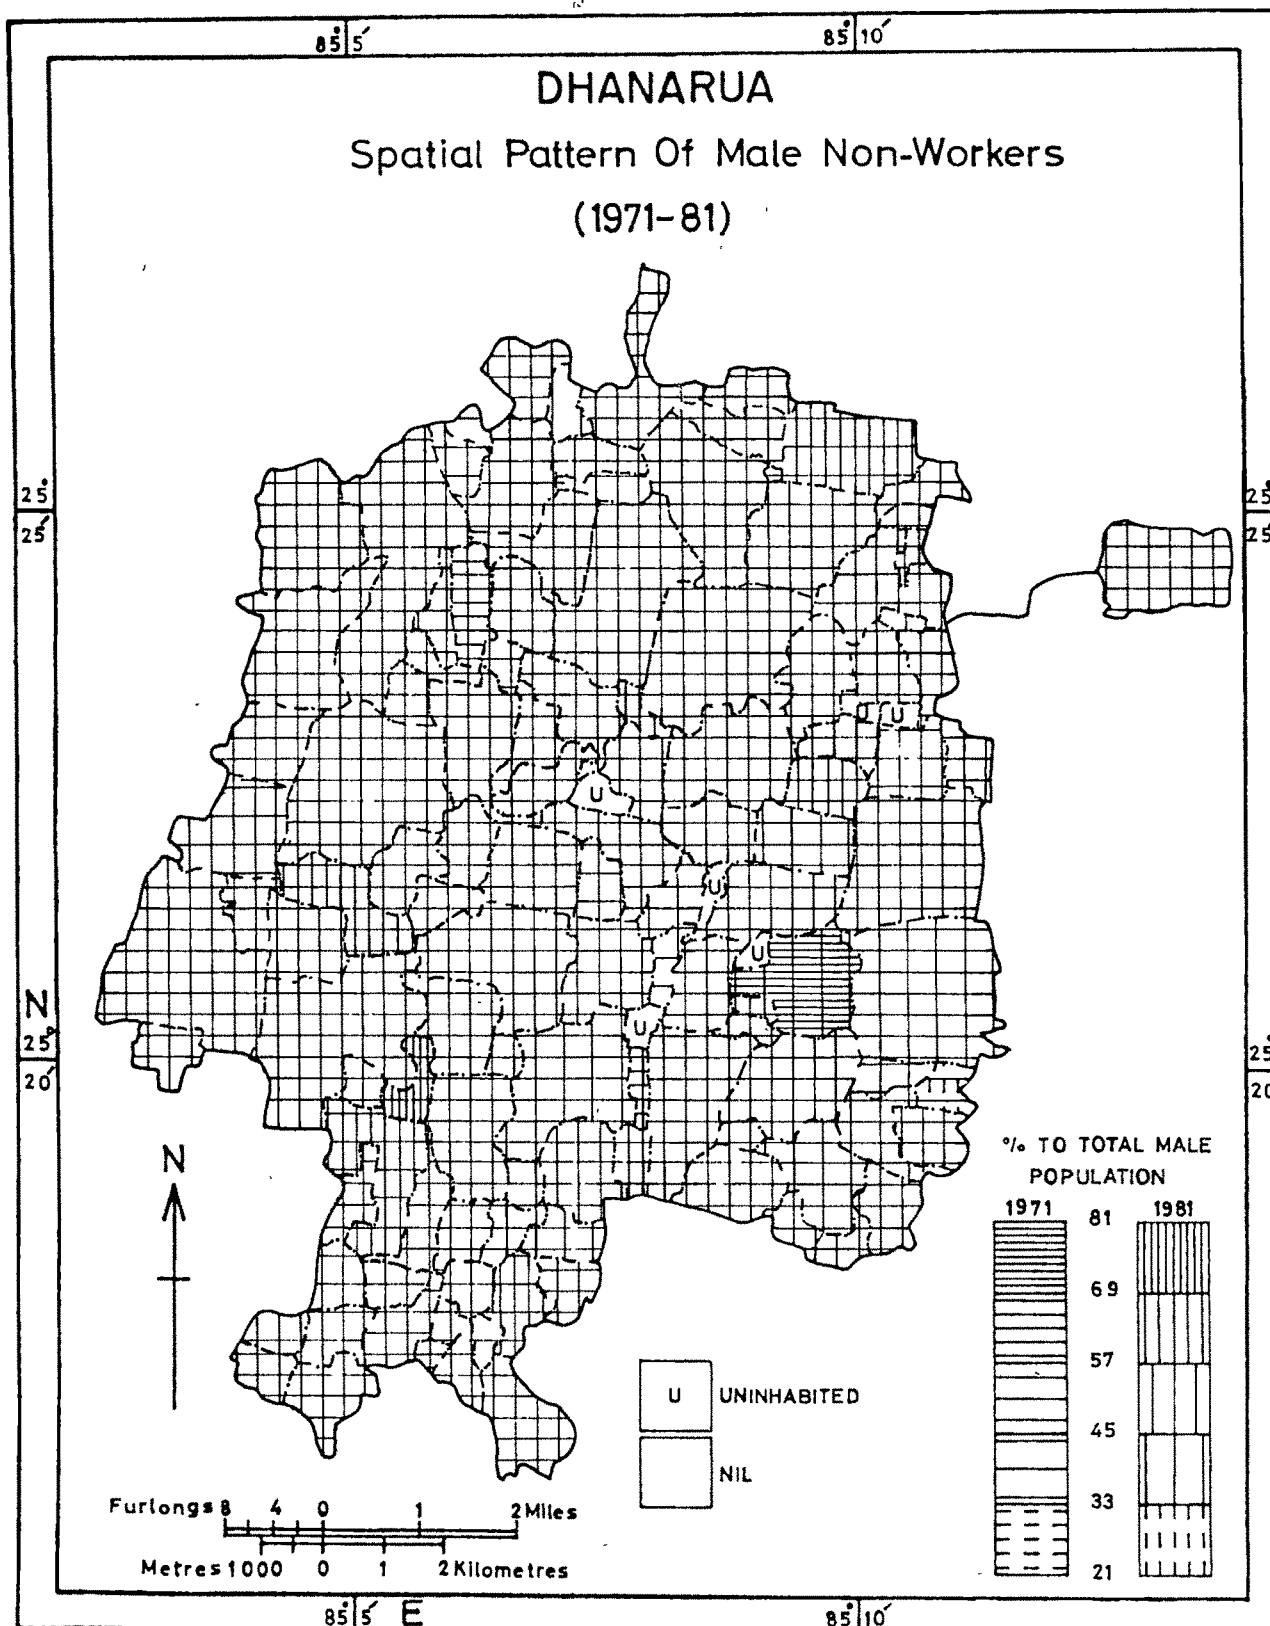 85°5′ 85°10′
DHANARUA
Spatial Pattern Of Male Non-Workers
(1971-81)
25° 25°
25′ 25′
U U
U
U
U
U
N
25° 25°
20′ 20
N
% TO TOTAL MALE
POPULATION
1971 81 1981
69
57
45
33
21
U UNINHABITED
NIL
Furlongs 8 4 0 1 2 Miles
Metres 1000 0 1 2 Kilometres
85°5′ E 85°10′